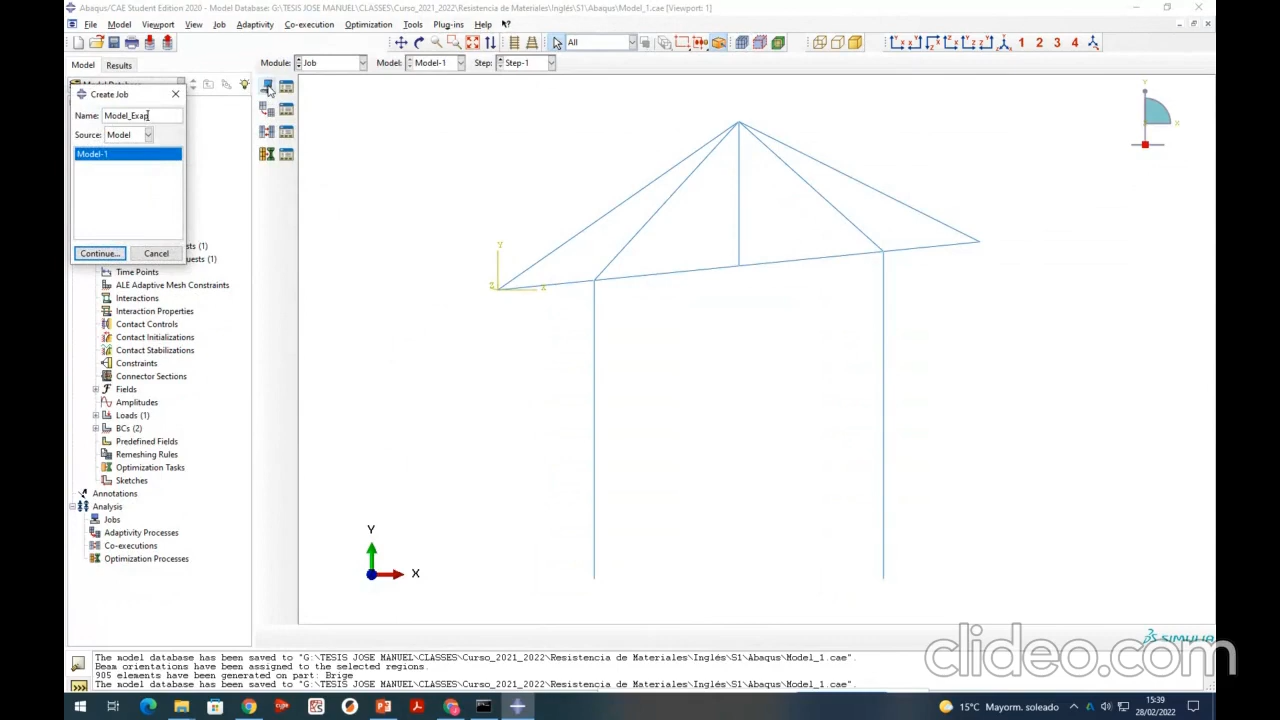 Abaqus/CAE Student Edition 2020 - Model Database: G:\TESIS JOSE MANUEL\CLASSES\Curso_2021_2022\Resistencia de Materiales\Inglés\S1\Abaqus\Model_1.cae [Viewport: 1]
File Model Viewport View Job Adaptivity Co-execution Optimization Tools Plug-ins Help
All
1 2 3 4
Model Results Module: Job Model: Model-1 Step: Step-1
Create Job
Name: Model_Exap
Source: Model
Model-1
Continue... Cancel
Time Points
ALE Adaptive Mesh Constraints
Interactions
Interaction Properties
Contact Controls
Contact Initializations
Contact Stabilizations
Constraints
Connector Sections
Fields
Amplitudes
Loads (1)
BCs (2)
Predefined Fields
Remeshing Rules
Optimization Tasks
Sketches
Annotations
Analysis
Jobs
Adaptivity Processes
Co-executions
Optimization Processes
Y
X
Y
Z X
Y
X
clideo.com
The model database has been saved to "G:\TESIS JOSE MANUEL\CLASSES\Curso_2021_2022\Resistencia de Materiales\Inglés\S1\Abaqus\Model_1.cae".
Beam orientations have been assigned to the selected regions.
905 elements have been generated on part: Brige
The model database has been saved to "G:\TESIS JOSE MANUEL\CLASSES\Curso_2021_2022\Resistencia de Materiales\Inglés\S1\Abaqus\Model_1.cae".
15°C Mayorm. soleado
15:39
28/02/2022